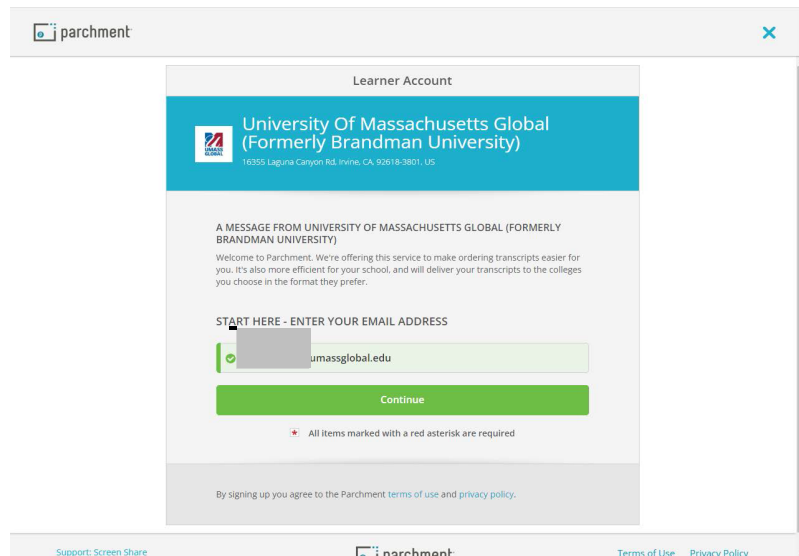 parchment
Learner Account
UMASS GLOBAL
University Of Massachusetts Global
(Formerly Brandman University)
16355 Laguna Canyon Rd, Irvine, CA, 92618-3801, US
A MESSAGE FROM UNIVERSITY OF MASSACHUSETTS GLOBAL (FORMERLY
BRANDMAN UNIVERSITY)
Welcome to Parchment. We're offering this service to make ordering transcripts easier for
you. It's also more efficient for your school, and will deliver your transcripts to the colleges
you choose in the format they prefer.
START HERE - ENTER YOUR EMAIL ADDRESS
umassglobal.edu
Continue
* All items marked with a red asterisk are required
By signing up you agree to the Parchment terms of use and privacy policy.
Support: Screen Share
parchment
Terms of Use Privacy Policy